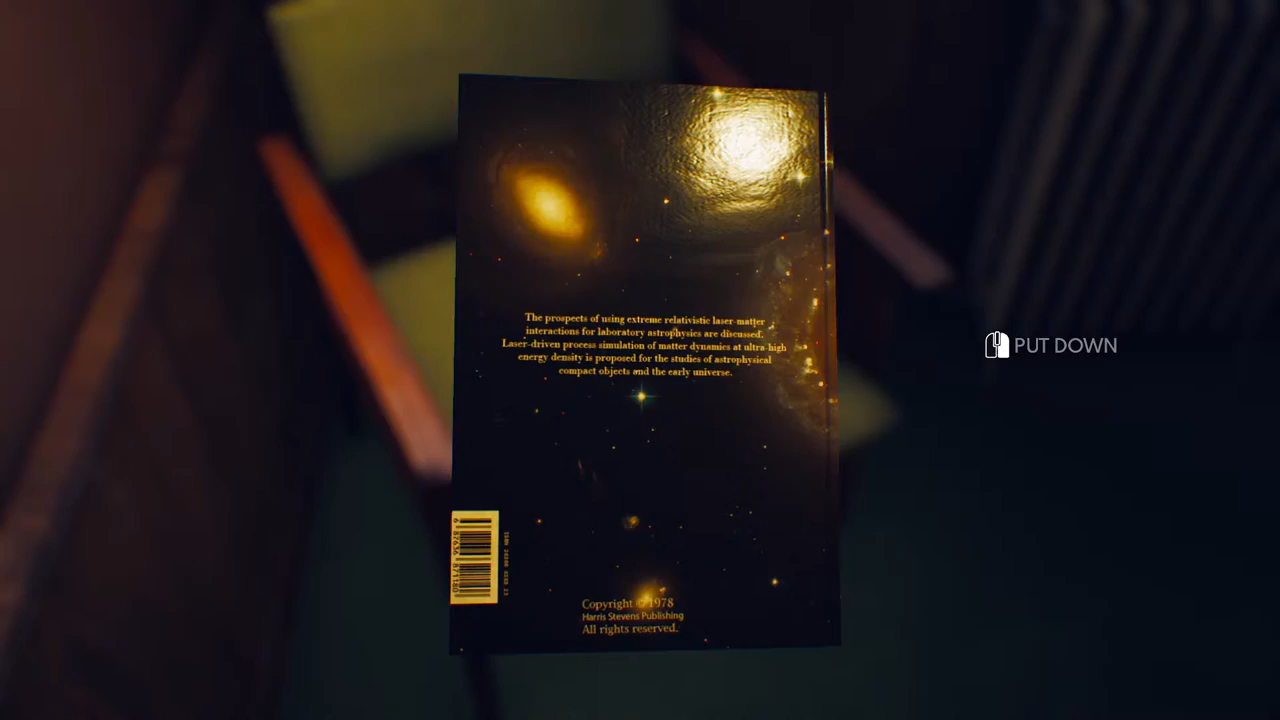 The prospects of using extreme relativistic laser-matter
interactions for laboratory astrophysics are discussed.
Laser-driven process simulation of matter dynamics at ultra-high
energy density is proposed for the studies of astrophysical
compact objects and the early universe.
PUT DOWN
Copyright © 1978
Harris Stevens Publishing
All rights reserved.